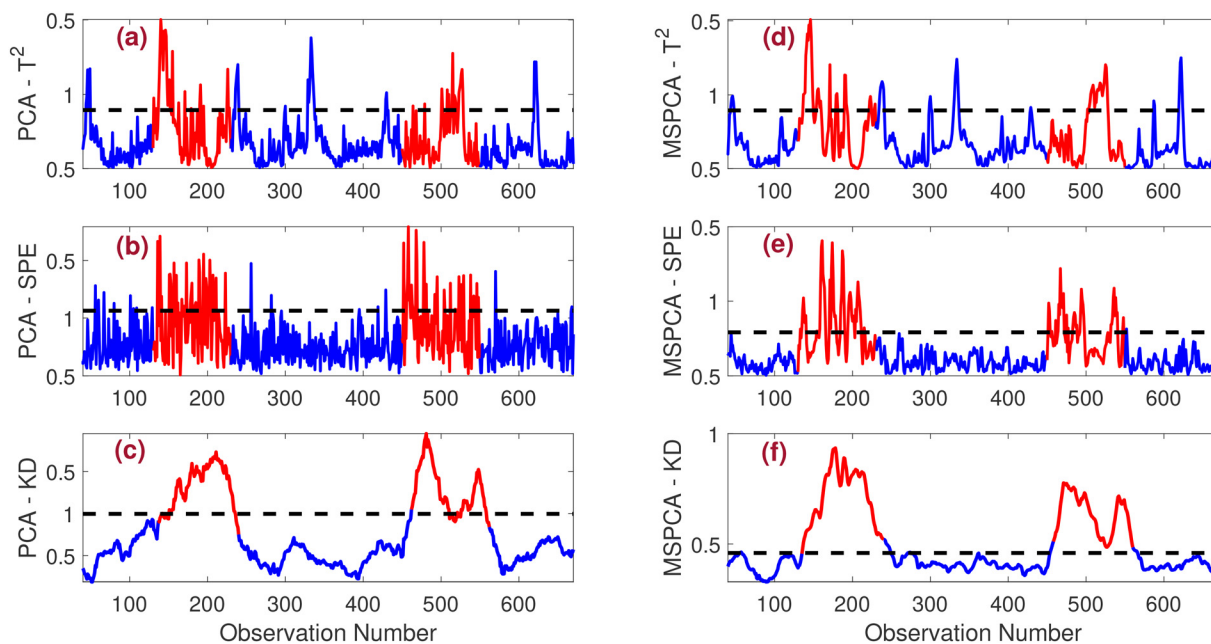 (a)
PCA - T²
0.5
1
0.5
100 200 300 400 500 600
(d)
MSPCA - T²
0.5
1
0.5
100 200 300 400 500 600
(b)
PCA - SPE
0.5
1
0.5
100 200 300 400 500 600
(e)
MSPCA - SPE
0.5
1
0.5
100 200 300 400 500 600
(c)
PCA - KD
0.5
1
0.5
100 200 300 400 500 600
Observation Number
(f)
MSPCA - KD
1
0.5
100 200 300 400 500 600
Observation Number